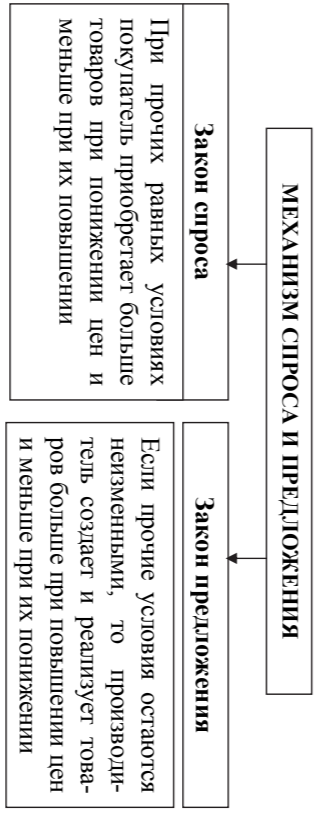 МЕХАНИЗМ СПРОСА И ПРЕДЛОЖЕНИЯ
Закон спроса
При прочих равных условиях
покупатель приобретает больше
товаров при понижении цен и
меньше при их повышении
Закон предложения
Если прочие условия остаются
неизменными, то производи-
тель создает и реализует това-
ров больше при повышении цен
и меньше при их понижении